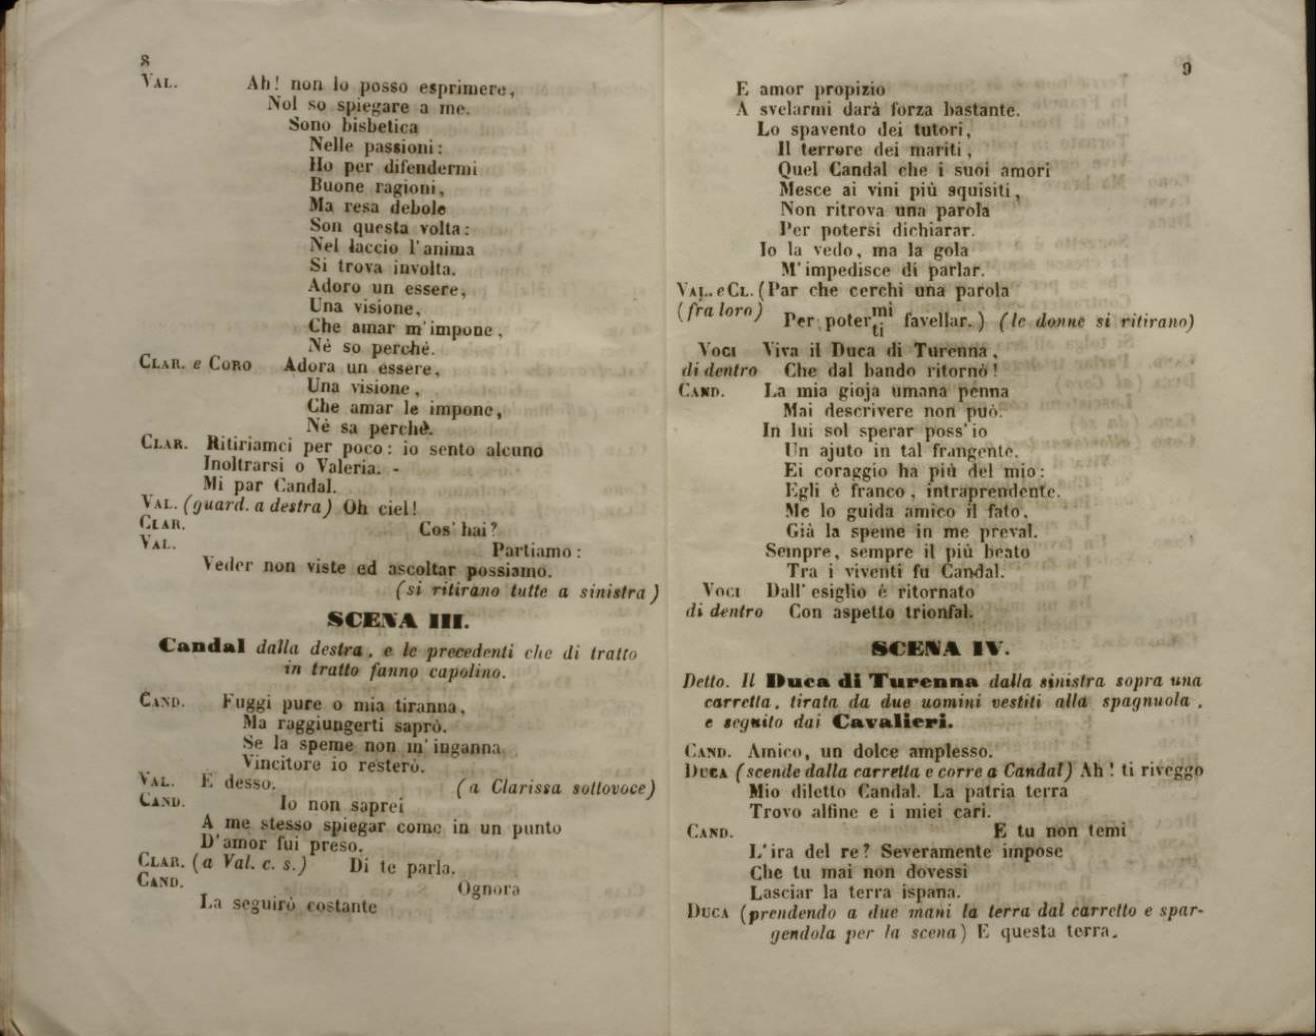 8
VAL. Ah! non lo posso esprimere,
Nol so spiegare a me.
Sono bisbetica
Nelle passioni:
Ho per difendermi
Buone ragioni,
Ma resa debole
Son questa volta:
Nel laccio l'anima
Si trova involta.
Adoro un essere,
Una visione,
Che amar m'impone,
Nè so perché.
CLAR. e CORO Adora un essere,
Una visione,
Che amar le impone,
Nè sa perchè.
CLAR. Ritiriamci per poco: io sento alcuno
Inoltrarsi o Valeria. -
Mi par Candal.
VAL. (guard. a destra) Oh ciel!
CLAR. Cos' hai?
VAL. Partiamo:
Veder non viste ed ascoltar possiamo.
(si ritirano tutte a sinistra)
SCENA III.
Candal dalla destra, e le precedenti che di tratto
in tratto fanno capolino.
CAND. Fuggi pure o mia tiranna,
Ma raggiungerti saprò.
Se la speme non m'inganna
Vincitore io resterò.
VAL. E desso. (a Clarissa sottovoce)
CAND. Io non saprei
A me stesso spiegar come in un punto
D'amor fui preso.
CLAR. (a Val. c. s.) Di te parla.
CAND. Ognora
La seguirò costante
9
E amor propizio
A svelarmi darà forza bastante.
Lo spavento dei tutori,
Il terrore dei mariti,
Quel Candal che i suoi amori
Mesce ai vini più squisiti,
Non ritrova una parola
Per potersi dichiarar.
Io la vedo, ma la gola
M'impedisce di parlar.
VAL. e CL. (Par che cerchi una parola
(fra loro) Per poter mi ti favellar.) (le donne si ritirano)
VOCI Viva il Duca di Turenna,
di dentro Che dal bando ritornò!
CAND. La mia gioja umana penna
Mai descrivere non può.
In lui sol sperar poss'io
Un ajuto in tal frangente.
Ei coraggio ha più del mio:
Egli è franco, intraprendente.
Me lo guida amico il fato,
Già la speme in me preval.
Sempre, sempre il più beato
Tra i viventi fu Candal.
VOCI Dall' esiglio è ritornato
di dentro Con aspetto trionfal.
SCENA IV.
Detto. Il Duca di Turenna dalla sinistra sopra una
carretta, tirata da due uomini vestiti alla spagnuola,
e seguito dai Cavalieri.
CAND. Amico, un dolce amplesso.
DUCA (scende dalla carretta e corre a Candal) Ah! ti riveggo
Mio diletto Candal. La patria terra
Trovo alfine e i miei cari.
CAND. E tu non temi
L'ira del re? Severamente impose
Che tu mai non dovessi
Lasciar la terra ispana.
DUCA (prendendo a due mani la terra dal carretto e spar-
gendola per la scena) E questa terra.